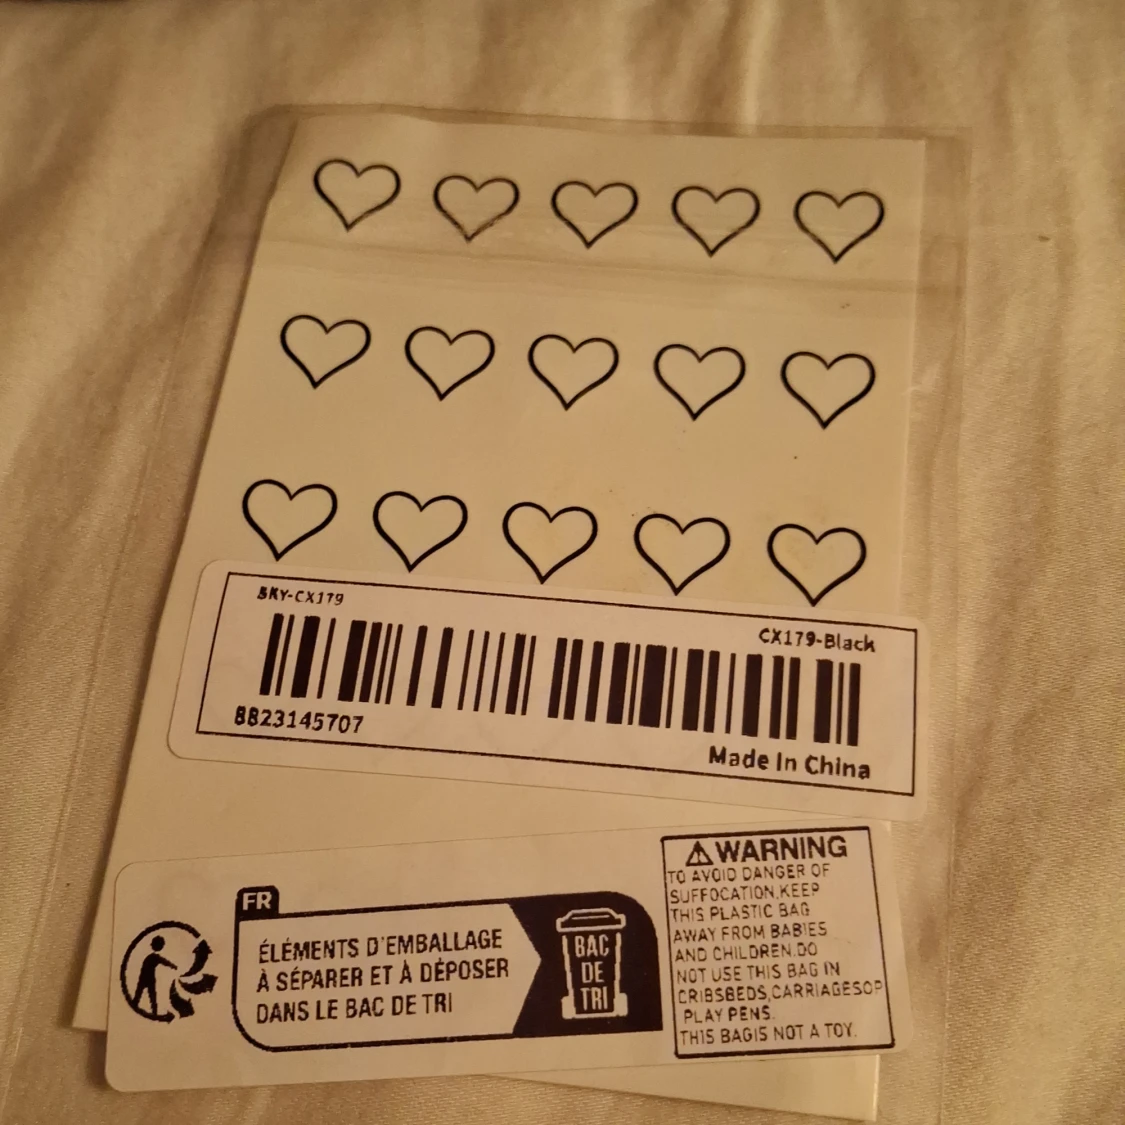 SKY-CX179
CX179-Black
BB23145707
Made In China
FR
ÉLÉMENTS D'EMBALLAGE
À SÉPARER ET À DÉPOSER
DANS LE BAC DE TRI
BAC
DE
TRI
WARNING
TO AVOID DANGER OF
SUFFOCATION,KEEP
THIS PLASTIC BAG
AWAY FROM BABIES
AND CHILDREN.DO
NOT USE THIS BAG IN
CRIBSBEDS,CARRIAGESOP
PLAY PENS.
THIS BAGIS NOT A TOY.